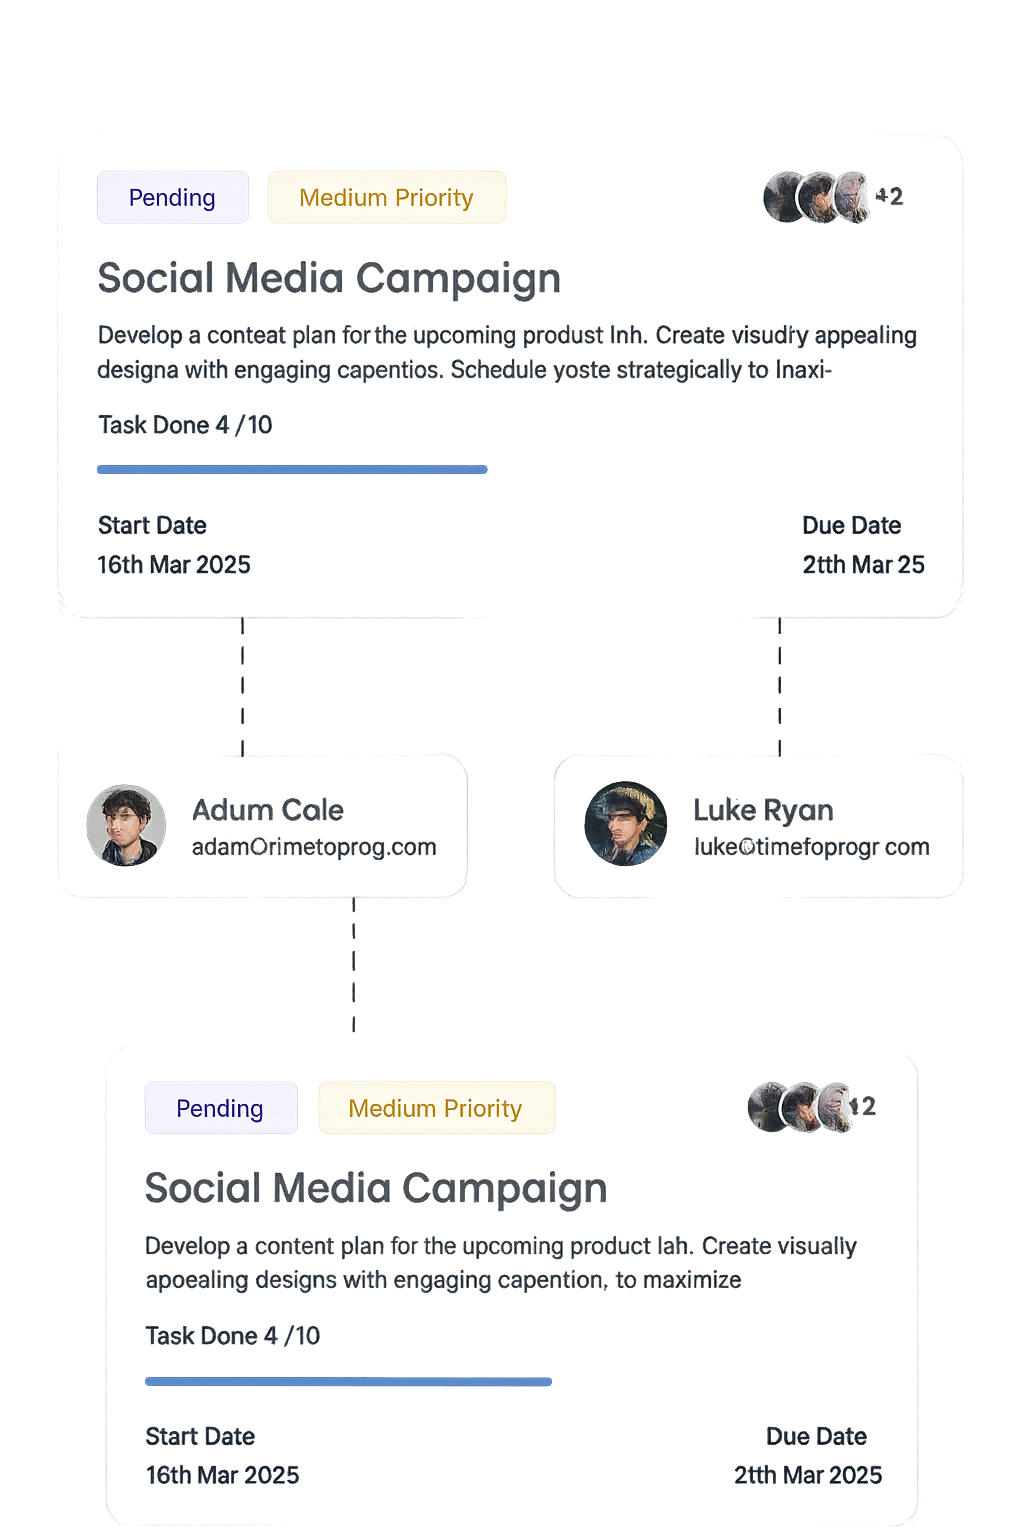 Pending
Medium Priority
+2
Social Media Campaign
Develop a conteat plan for the upcoming produst lnh. Create visudry appealing
designa with engaging capentios. Schedule yoste strategically to lnaxi-
Task Done 4 /10
Start Date
Due Date
16th Mar 2025
2tth Mar 25
Adum Cale
Luke Ryan
adamOrimetoprog.com
luke@timefoprogr com
Pending
Medium Priority
+2
Social Media Campaign
Develop a content plan for the upcoming product lah. Create visually
apoealing designs with engaging capention, to maximize
Task Done 4 /10
Start Date
Due Date
16th Mar 2025
2tth Mar 2025